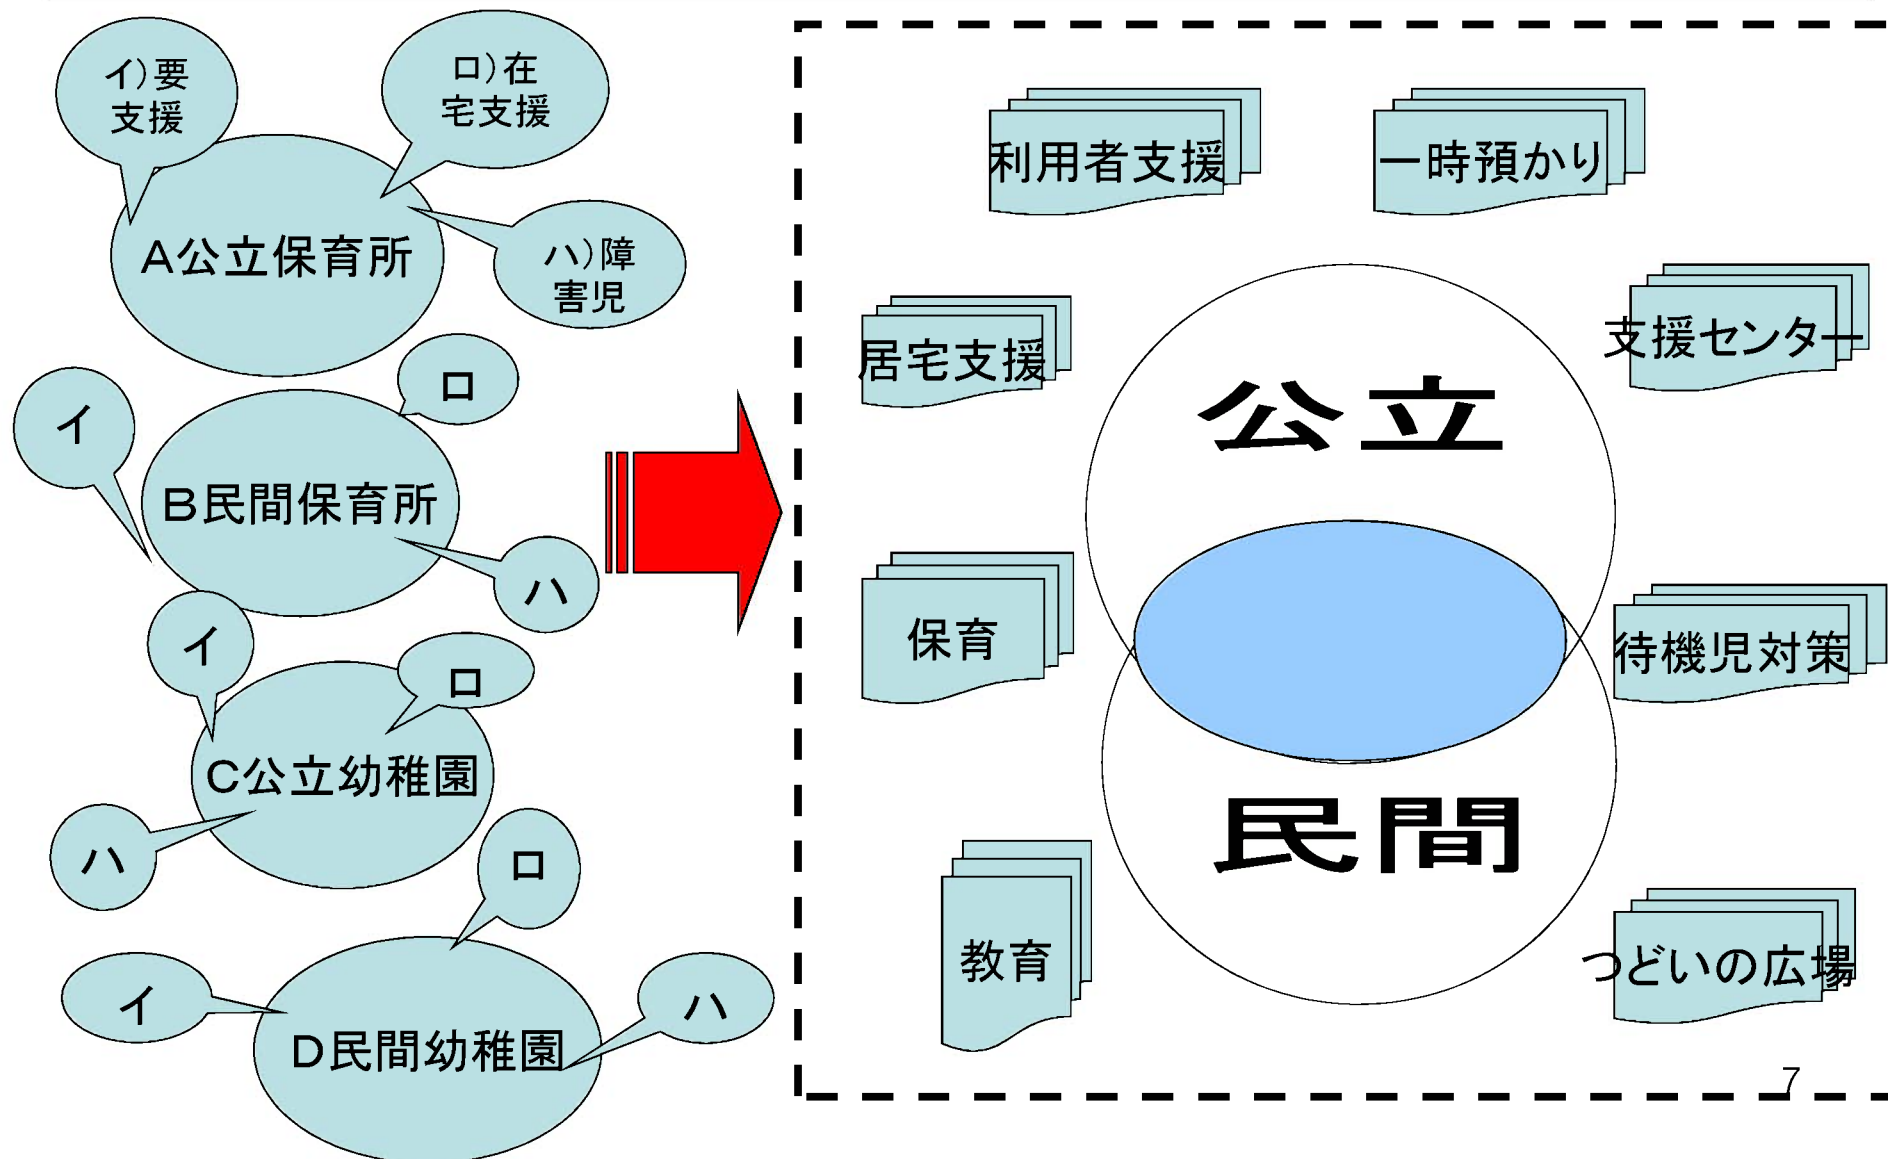 イ)要
支援
ロ)在
宅支援
A公立保育所
ハ)障
害児
ロ
イ
B民間保育所
ハ
イ
ロ
C公立幼稚園
ハ
ロ
イ
ハ
D民間幼稚園
利用者支援
一時預かり
居宅支援
支援センター
公立
保育
待機児対策
民間
教育
つどいの広場
7